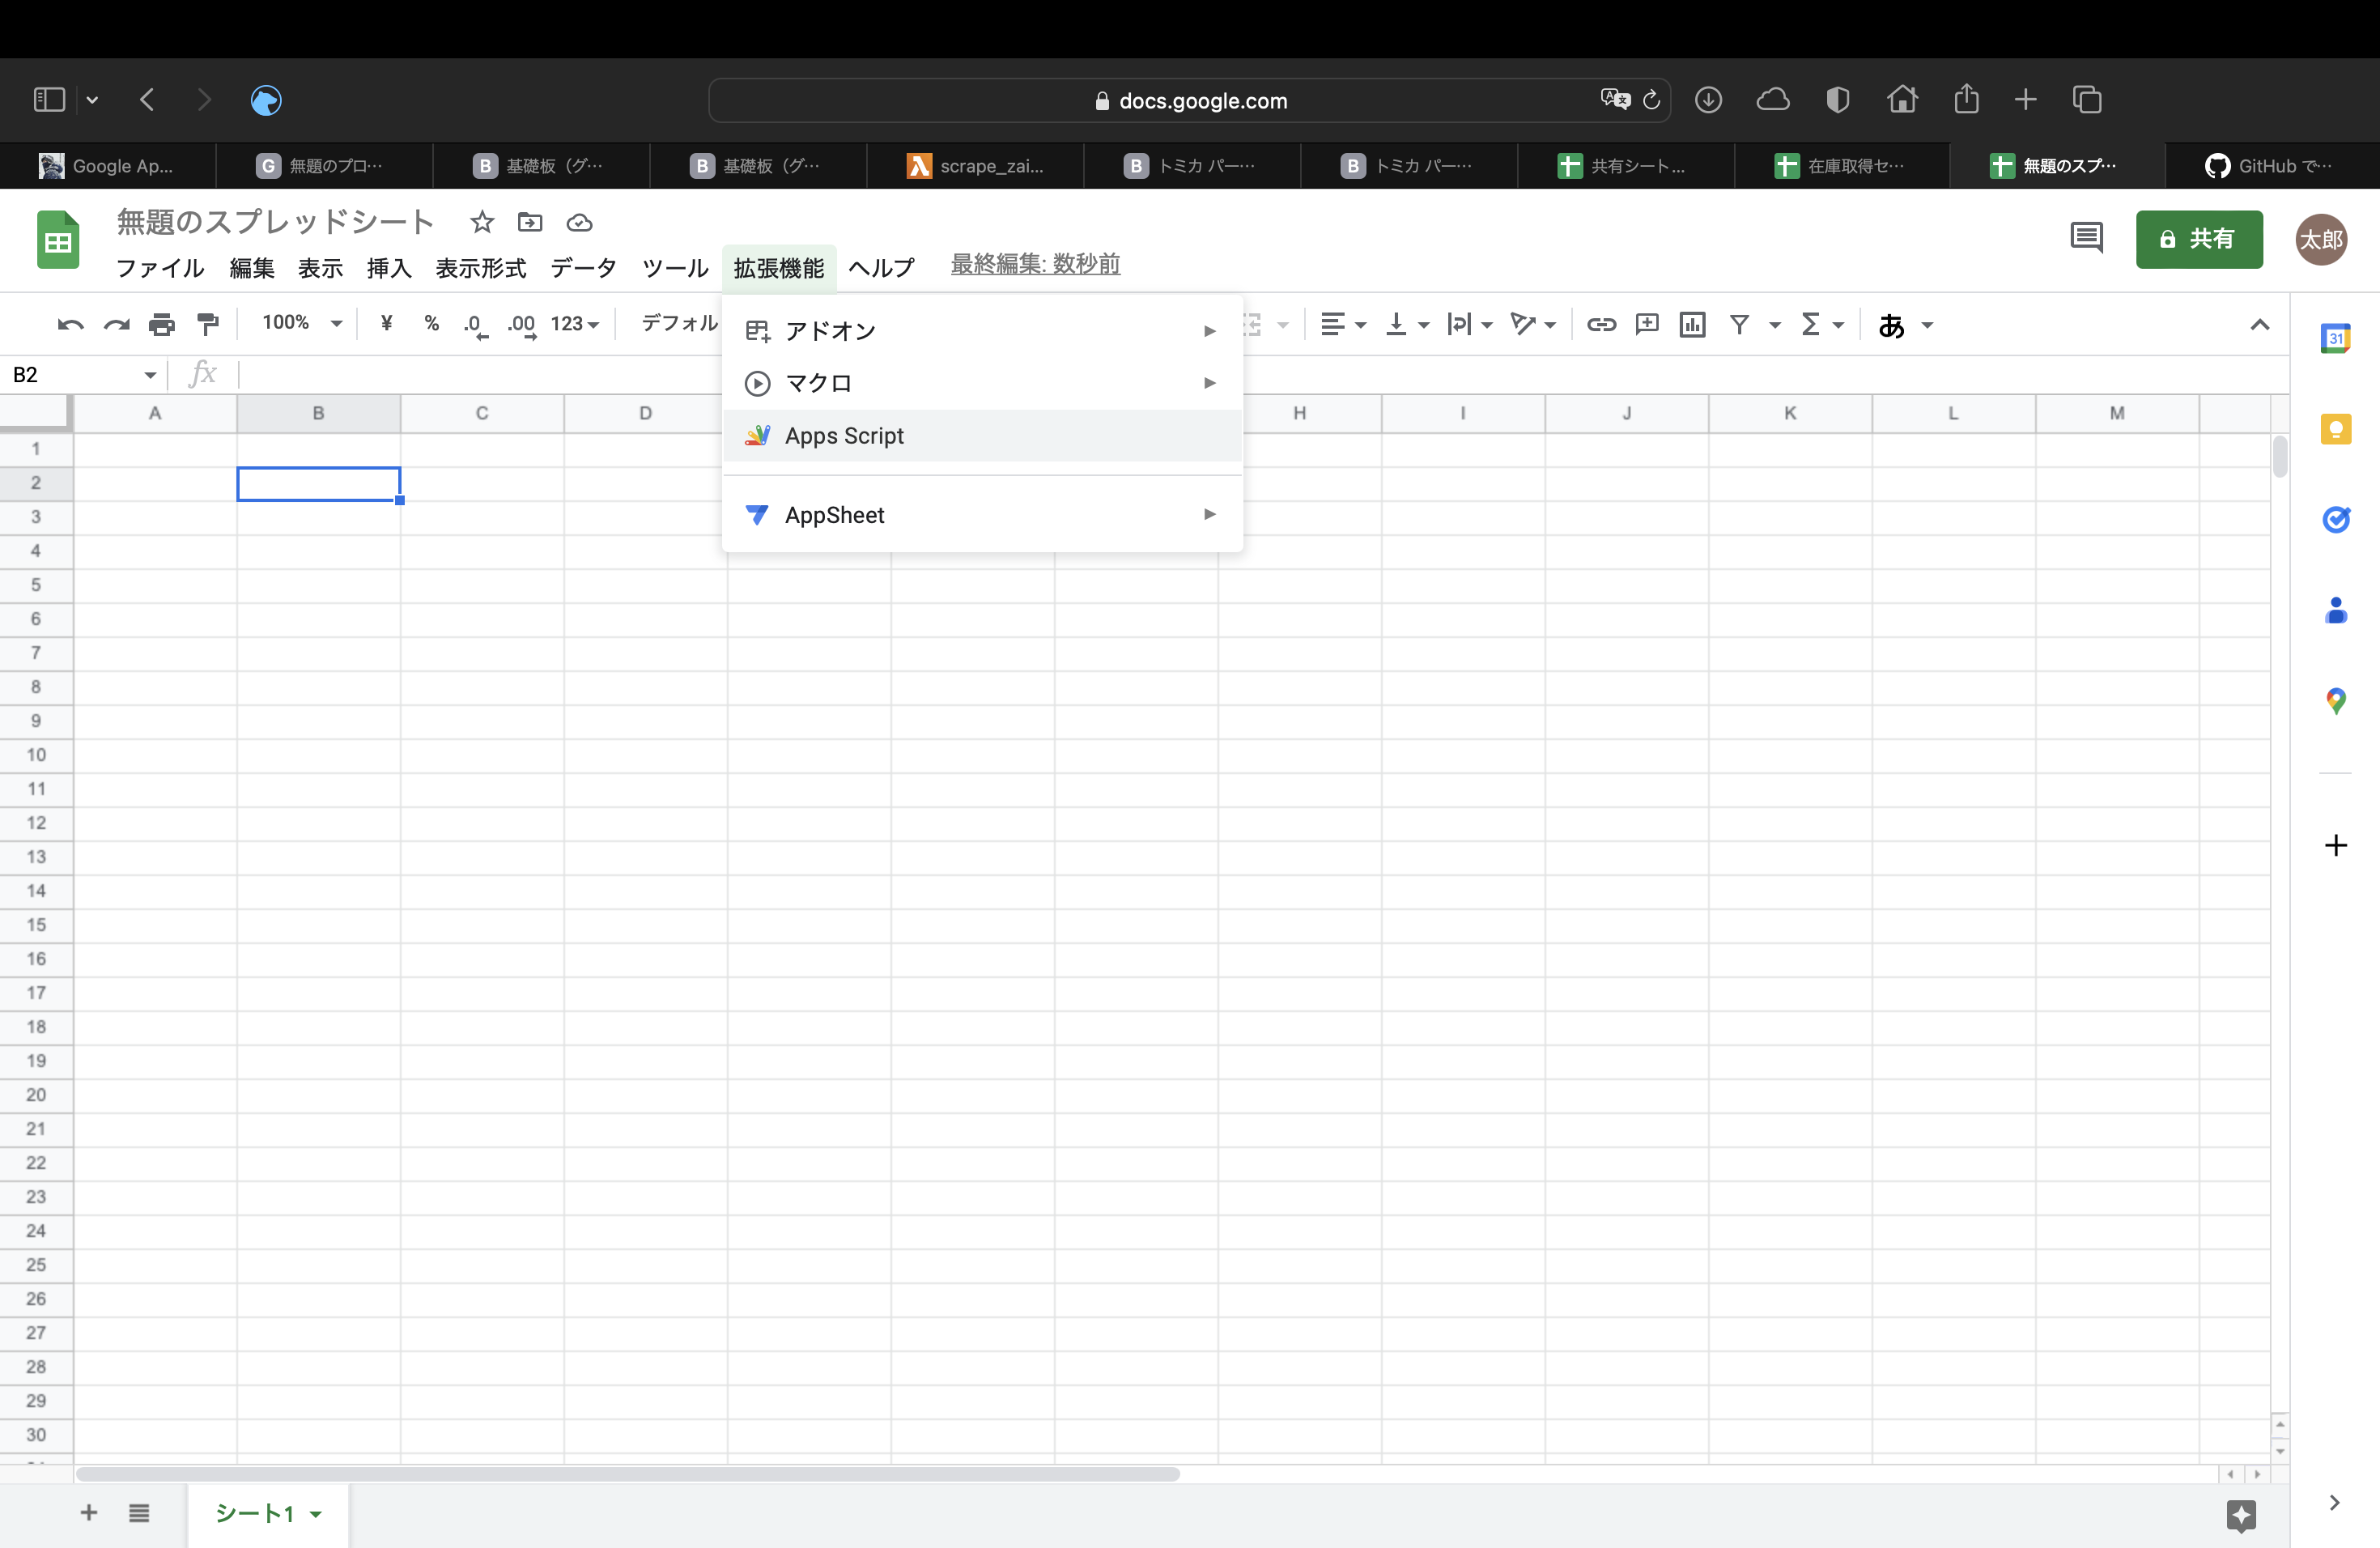 docs.google.com
Google Ap...
G 無題のプロ…
B 基礎板（グ…
B 基礎板（グ…
scrape_zai...
B トミカ パー…
B トミカ パー…
共有シート...
在庫取得セ…
無題のスプ…
GitHub で…
無題のスプレッドシート
共有
太郎
ファイル 編集 表示 挿入 表示形式 データ ツール 拡張機能 ヘルプ 最終編集: 数秒前
100% ¥ % .0 .00 123 デフォル あ
31
アドオン
マクロ
Apps Script
AppSheet
B2 fx
A B C D H I J K L M
1
2
3
4
5
6
7
8
9
10
11
12
13
14
15
16
17
18
19
20
21
22
23
24
25
26
27
28
29
30
シート1